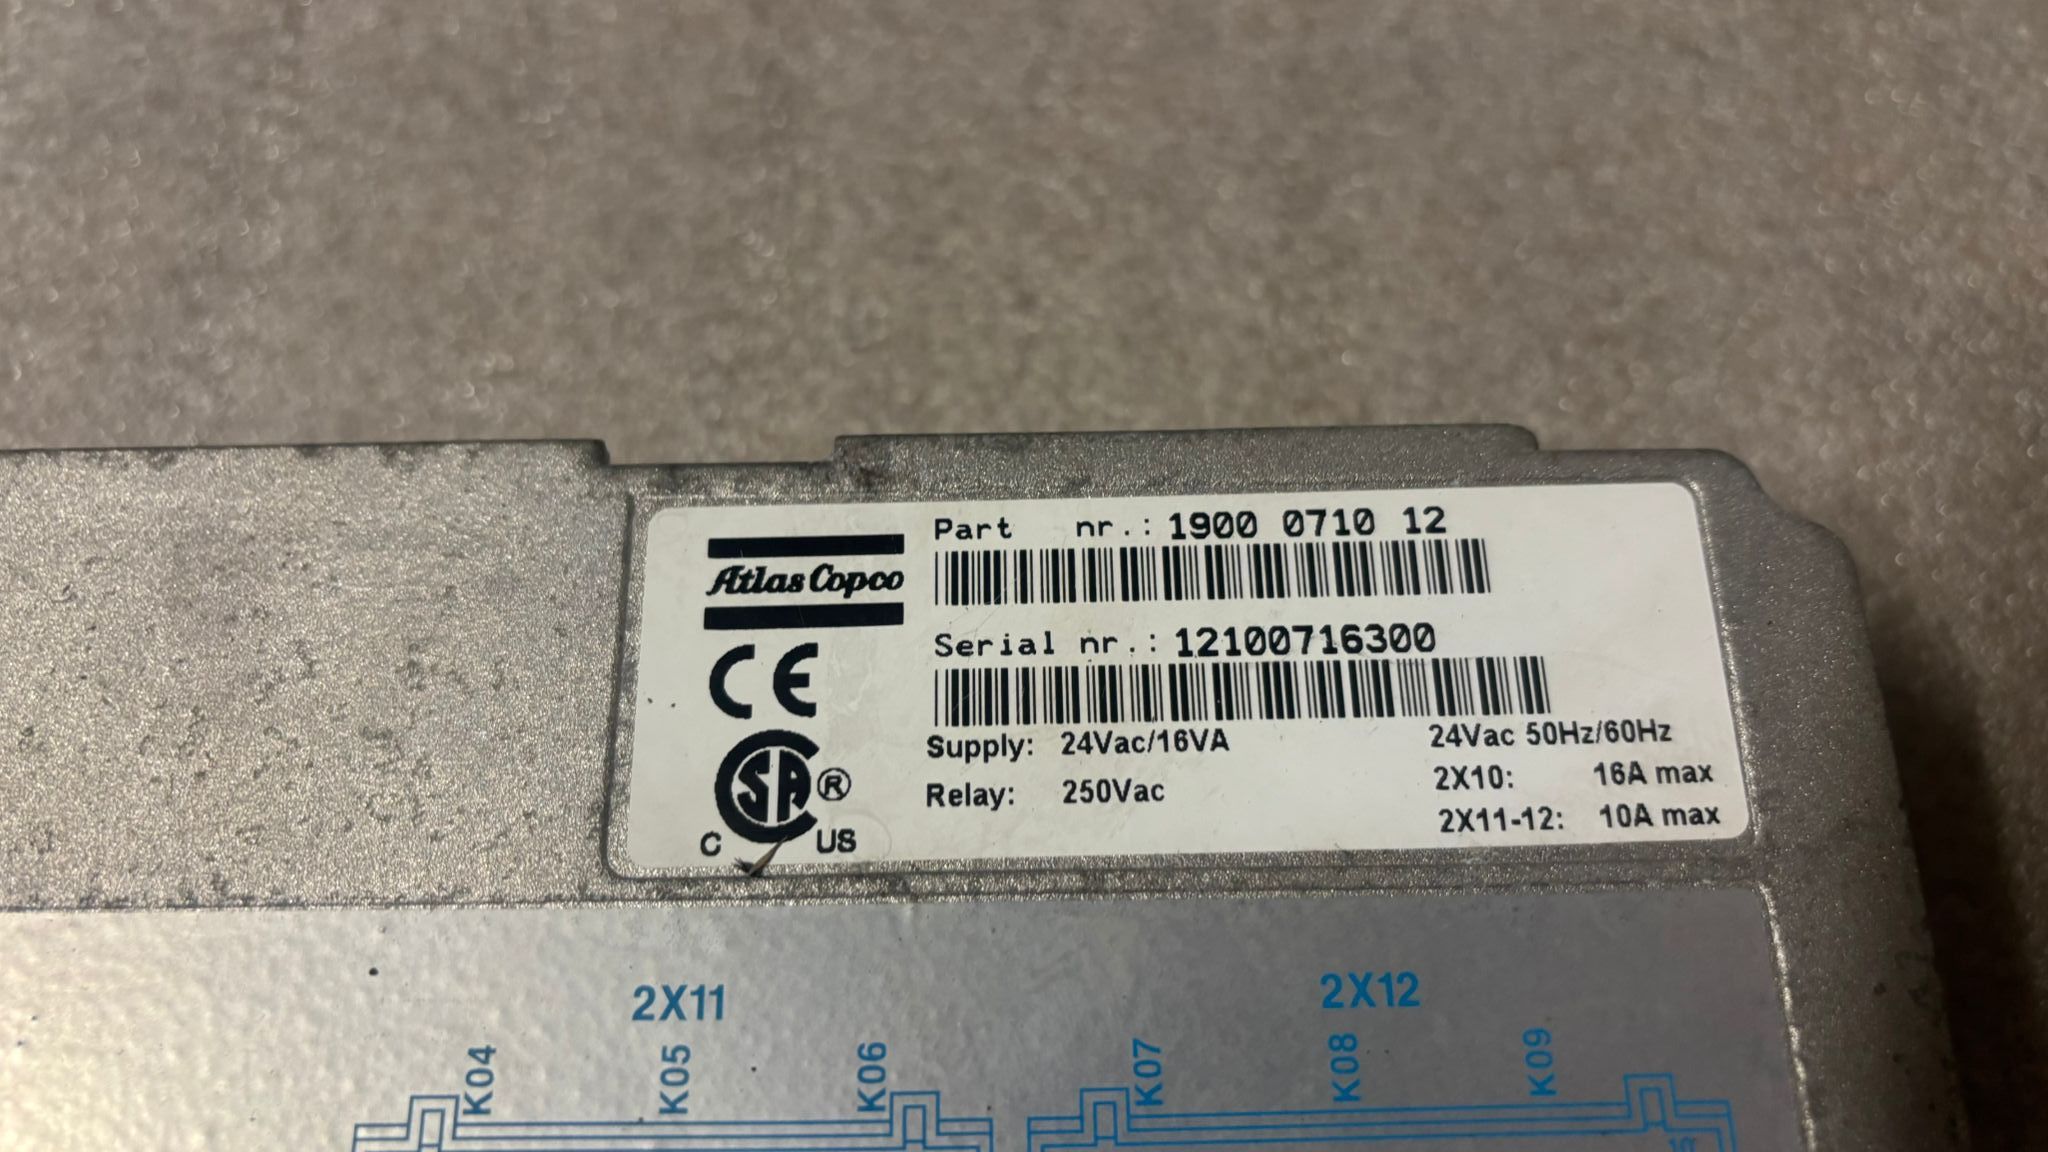 Part nr.: 1900 0710 12
Atlas Copco
Serial nr.: 12100716300
CE
Supply: 24Vac/16VA 24Vac 50Hz/60Hz
Relay: 250Vac 2X10: 16A max
2X11-12: 10A max
C SA ® US
2X11 2X12
K04 K05 K06 K07 K08 K09